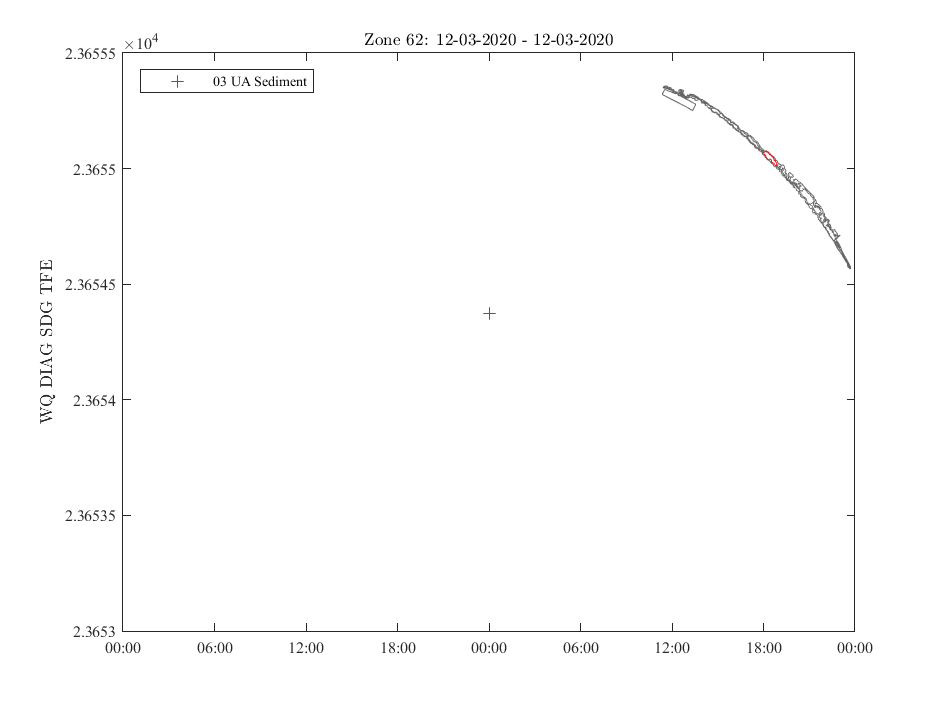 Zone 62: 12-03-2020 - 12-03-2020
×10⁴
2.36555
03 UA Sediment
2.3655
2.36545
WQ DIAG SDG TFE
2.3654
2.36535
2.3653
00:00 06:00 12:00 18:00 00:00 06:00 12:00 18:00 00:00